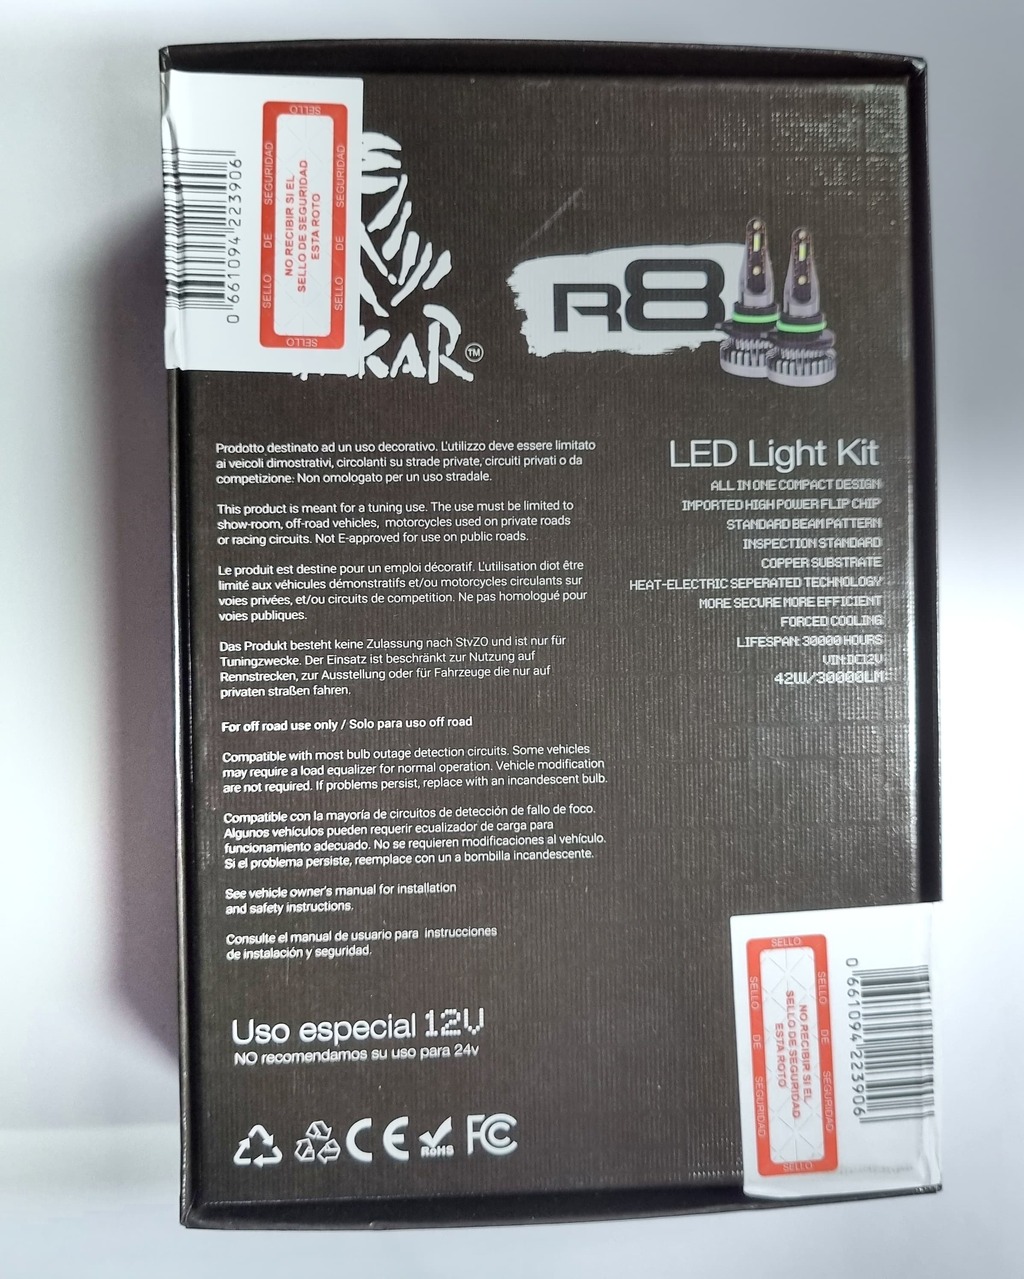 SELLO
SELLO DE SEGURIDAD
NO RECIBIR SI EL
SELLO DE SEGURIDAD
ESTA ROTO
SELLO DE SEGURIDAD
SELLO
0 661094 223906
KAR TM
R8
Prodotto destinato ad un uso decorativo. L'utilizzo deve essere limitato
ai veicoli dimostrativi, circolanti su strade private, circuiti privati o da
competizione: Non omologato per un uso stradale.
This product is meant for a tuning use. The use must be limited to
show-room, off-road vehicles, motorcycles used on private roads
or racing circuits. Not E-approved for use on public roads.
Le produit est destine pour un emploi décoratif. L'utilisation diot être
limité aux véhicules démonstratifs et/ou motorcycles circulants sur
voies privées, et/ou circuits de competition. Ne pas homologué pour
voies publiques.
Das Produkt besteht keine Zulassung nach StvZO und ist nur für
Tuningzwecke. Der Einsatz ist beschränkt zur Nutzung auf
Rennstrecken, zur Ausstellung oder für Fahrzeuge die nur auf
privaten straßen fahren.
For off road use only / Solo para uso off road
Compatible with most bulb outage detection circuits. Some vehicles
may require a load equalizer for normal operation. Vehicle modification
are not required. If problems persist, replace with an incandescent bulb.
Compatible con la mayoría de circuitos de detección de fallo de foco.
Algunos vehículos pueden requerir ecualizador de carga para
funcionamiento adecuado. No se requieren modificaciones al vehículo.
Si el problema persiste, reemplace con un a bombilla incandescente.
See vehicle owner's manual for installation
and safety instructions.
Consulte el manual de usuario para instrucciones
de instalación y seguridad.
LED Light Kit
ALL IN ONE COMPACT DESIGN
IMPORTED HIGH POWER FLIP CHIP
STANDARD BEAM PATTERN
INSPECTION STANDARD
COPPER SUBSTRATE
HEAT-ELECTRIC SEPERATED TECHNOLOGY
MORE SECURE MORE EFFICIENT
FORCED COOLING
LIFESPAN: 30000 HOURS
VIN:DC12V
42W/30000LM
Uso especial 12V
NO recomendamos su uso para 24v
CE RoHS FC
SELLO
SELLO DE SEGURIDAD
NO RECIBIR SI EL
SELLO DE SEGURIDAD
ESTA ROTO
SELLO DE SEGURIDAD
SELLO
0 661094 223906